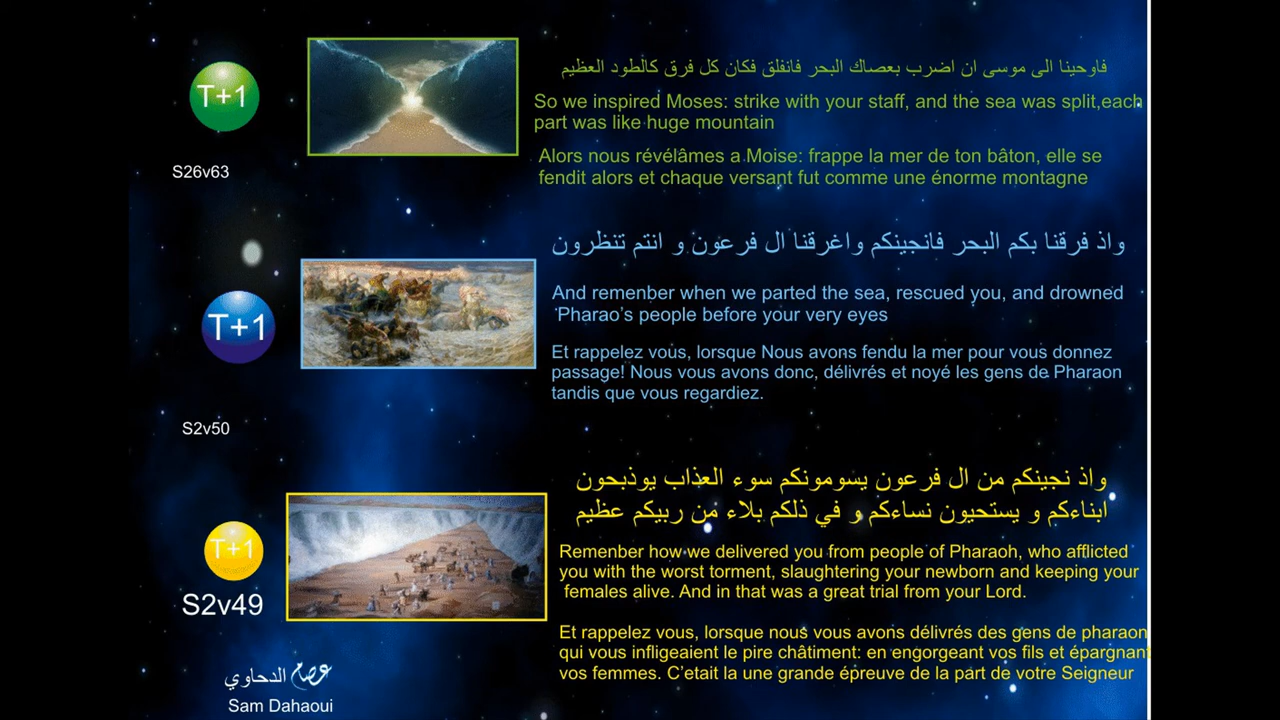 T+1
S26v63
فاوحينا الى موسى ان اضرب بعصاك البحر فانفلق فكان كل فرق كالطود العظيم
So we inspired Moses: strike with your staff, and the sea was split,each
part was like huge mountain
Alors nous révélâmes a Moise: frappe la mer de ton bâton, elle se
fendit alors et chaque versant fut comme une énorme montagne
T+1
S2v50
واذ فرقنا بكم البحر فانجينكم واغرقنا ال فرعون و انتم تنظرون
And remenber when we parted the sea, rescued you, and drowned
Pharao's people before your very eyes
Et rappelez vous, lorsque Nous avons fendu la mer pour vous donnez
passage! Nous vous avons donc, délivrés et noyé les gens de Pharaon
tandis que vous regardiez.
T+1
S2v49
واذ نجينكم من ال فرعون يسومونكم سوء العذاب يوذبحون
ابناءكم و يستحيون نساءكم و في ذلكم بلاء من ربيكم عظيم
Remenber how we delivered you from people of Pharaoh, who afflicted
you with the worst torment, slaughtering your newborn and keeping your
females alive. And in that was a great trial from your Lord.
Et rappelez vous, lorsque nous vous avons délivrés des gens de pharaon
qui vous infligeaient le pire châtiment: en engorgeant vos fils et épargnant
vos femmes. C'etait la une grande épreuve de la part de votre Seigneur
عصام الدحاوي
Sam Dahaoui